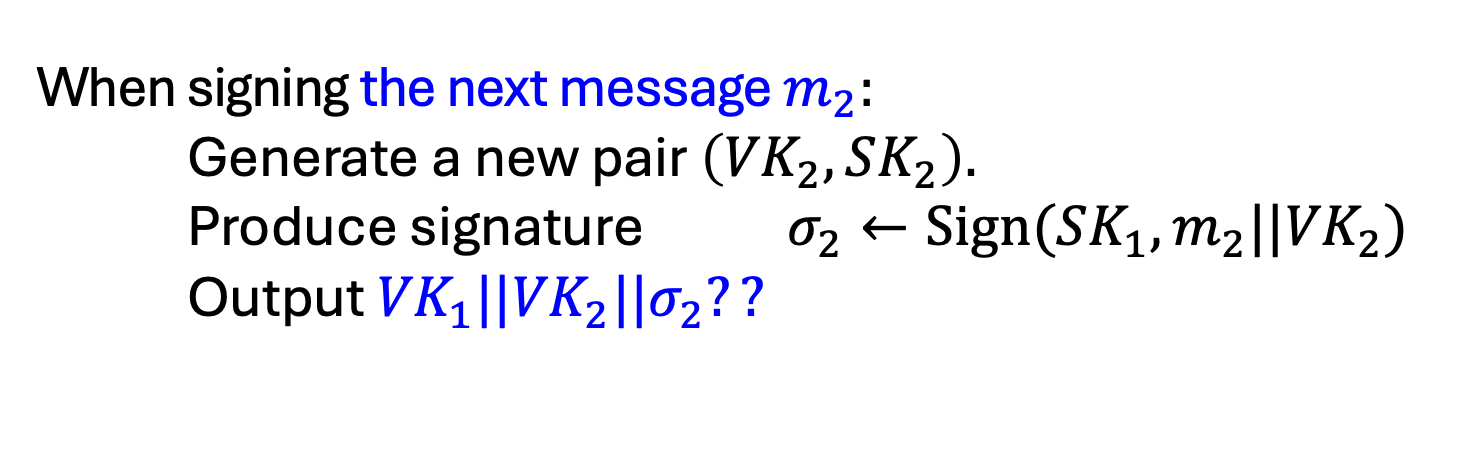 When signing the next message m₂:
Generate a new pair (VK₂, SK₂).
Produce signature σ₂ ← Sign(SK₁, m₂||VK₂)
Output VK₁||VK₂||σ₂??